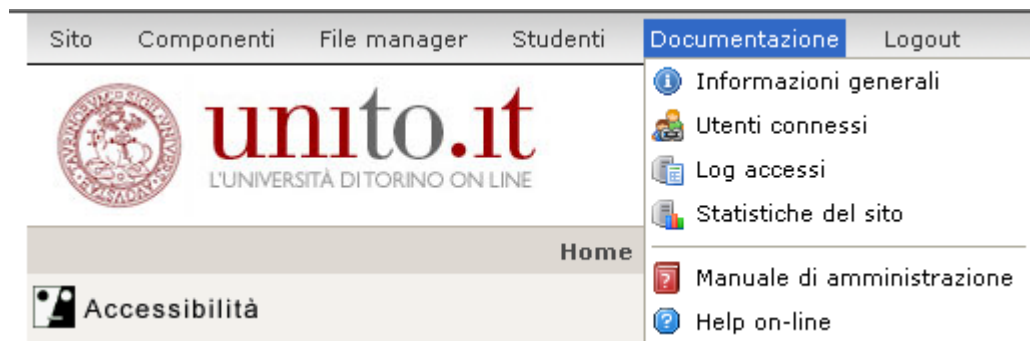 Sito Componenti File manager Studenti Documentazione Logout
Informazioni generali
Utenti connessi
Log accessi
Statistiche del sito
Manuale di amministrazione
Help on-line
unito.it
L'UNIVERSITÀ DI TORINO ON LINE
Home
Accessibilità